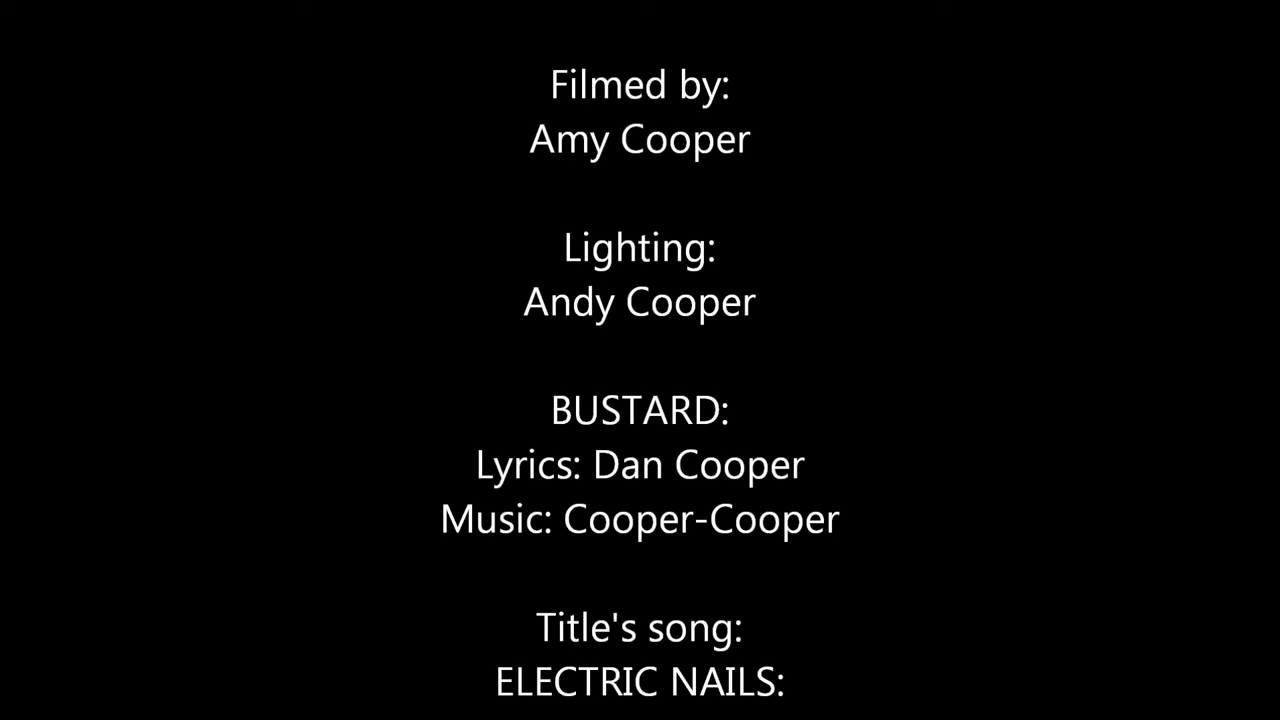 Filmed by:
Amy Cooper
Lighting:
Andy Cooper
BUSTARD:
Lyrics: Dan Cooper
Music: Cooper-Cooper
Title's song:
ELECTRIC NAILS: